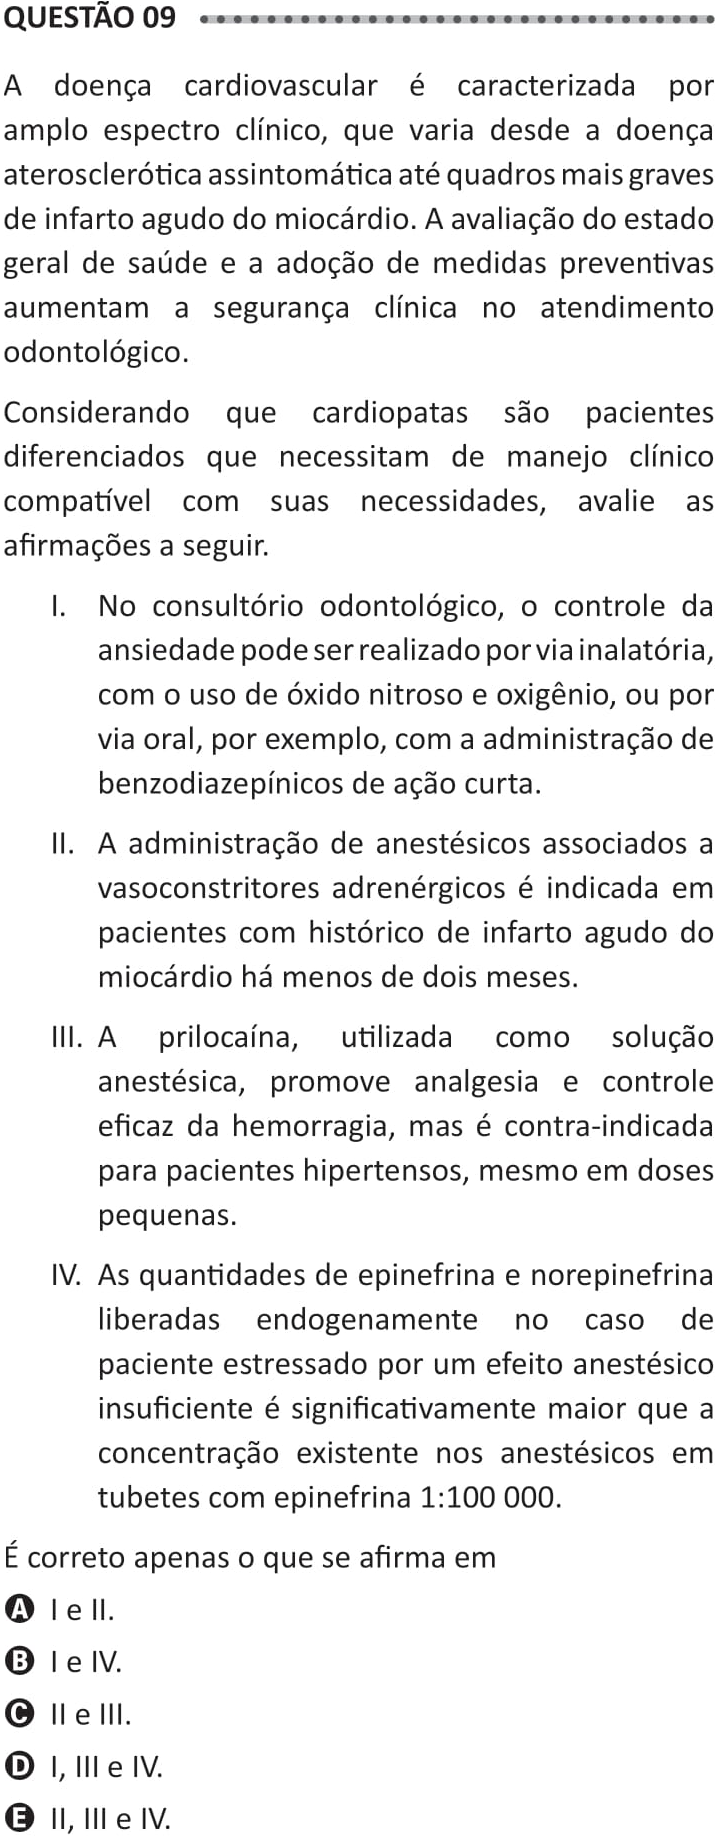 QUESTÃO 09
A doença cardiovascular é caracterizada por
amplo espectro clínico, que varia desde a doença
aterosclerótica assintomática até quadros mais graves
de infarto agudo do miocárdio. A avaliação do estado
geral de saúde e a adoção de medidas preventivas
aumentam a segurança clínica no atendimento
odontológico.
Considerando que cardiopatas são pacientes
diferenciados que necessitam de manejo clínico
compatível com suas necessidades, avalie as
afirmações a seguir.
I. No consultório odontológico, o controle da
ansiedade pode ser realizado por via inalatória,
com o uso de óxido nitroso e oxigênio, ou por
via oral, por exemplo, com a administração de
benzodiazepínicos de ação curta.
II. A administração de anestésicos associados a
vasoconstritores adrenérgicos é indicada em
pacientes com histórico de infarto agudo do
miocárdio há menos de dois meses.
III. A prilocaína, utilizada como solução
anestésica, promove analgesia e controle
eficaz da hemorragia, mas é contra-indicada
para pacientes hipertensos, mesmo em doses
pequenas.
IV. As quantidades de epinefrina e norepinefrina
liberadas endogenamente no caso de
paciente estressado por um efeito anestésico
insuficiente é significativamente maior que a
concentração existente nos anestésicos em
tubetes com epinefrina 1:100 000.
É correto apenas o que se afirma em
A I e II.
B I e IV.
C II e III.
D I, III e IV.
E II, III e IV.